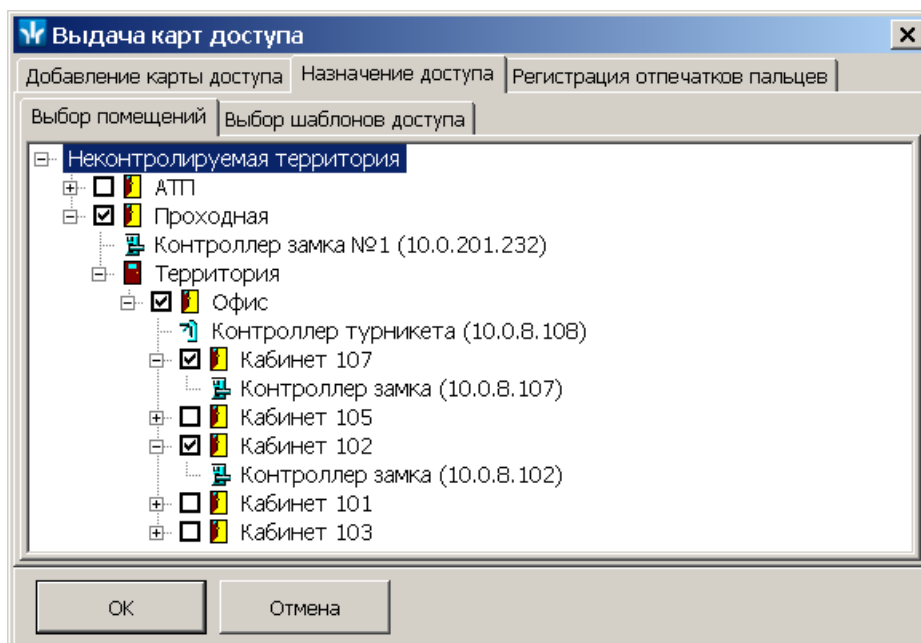 Выдача карт доступа
Добавление карты доступа Назначение доступа Регистрация отпечатков пальцев
Выбор помещений Выбор шаблонов доступа
Неконтролируемая территория
АТП
Проходная
Контроллер замка №1 (10.0.201.232)
Территория
Офис
Контроллер турникета (10.0.8.108)
Кабинет 107
Контроллер замка (10.0.8.107)
Кабинет 105
Кабинет 102
Контроллер замка (10.0.8.102)
Кабинет 101
Кабинет 103
ОК Отмена